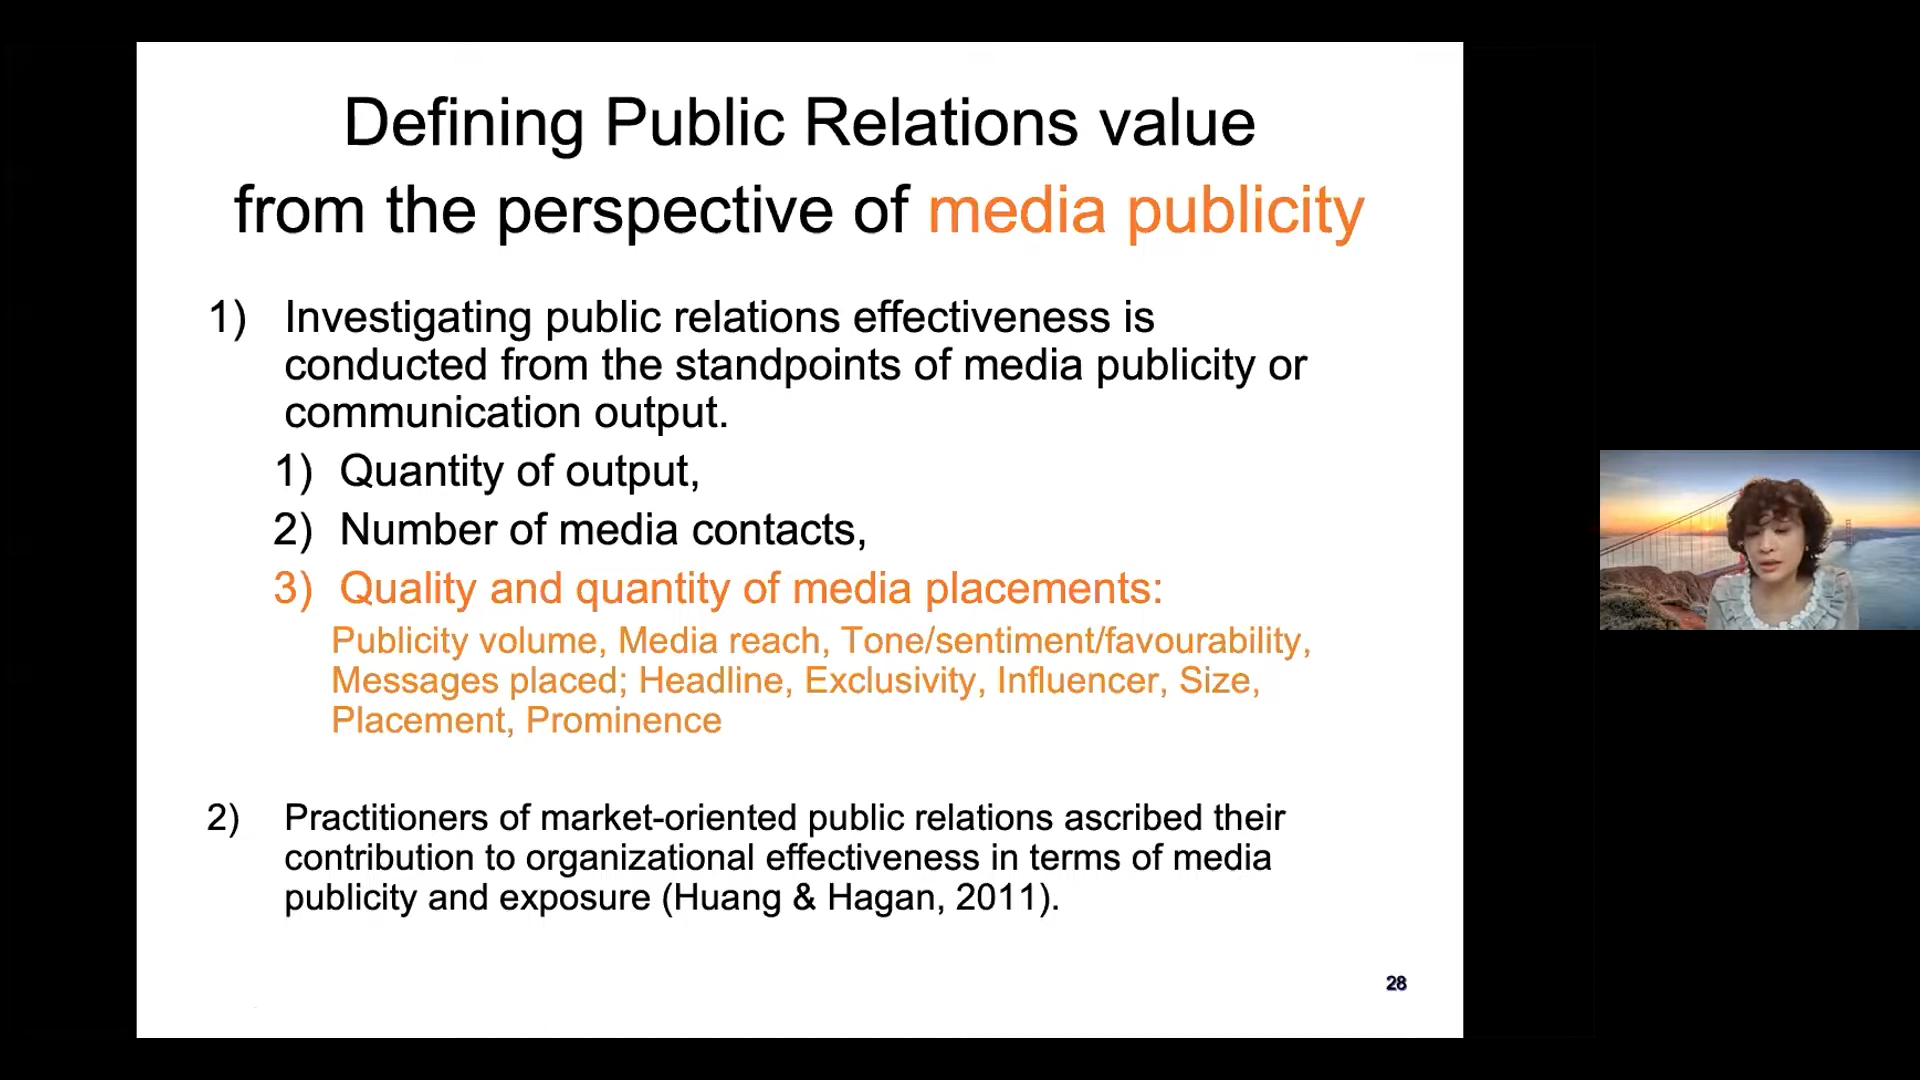 Defining Public Relations value
from the perspective of media publicity
1) Investigating public relations effectiveness is
conducted from the standpoints of media publicity or
communication output.
1) Quantity of output,
2) Number of media contacts,
3) Quality and quantity of media placements:
Publicity volume, Media reach, Tone/sentiment/favourability,
Messages placed; Headline, Exclusivity, Influencer, Size,
Placement, Prominence
2) Practitioners of market-oriented public relations ascribed their
contribution to organizational effectiveness in terms of media
publicity and exposure (Huang & Hagan, 2011).
28